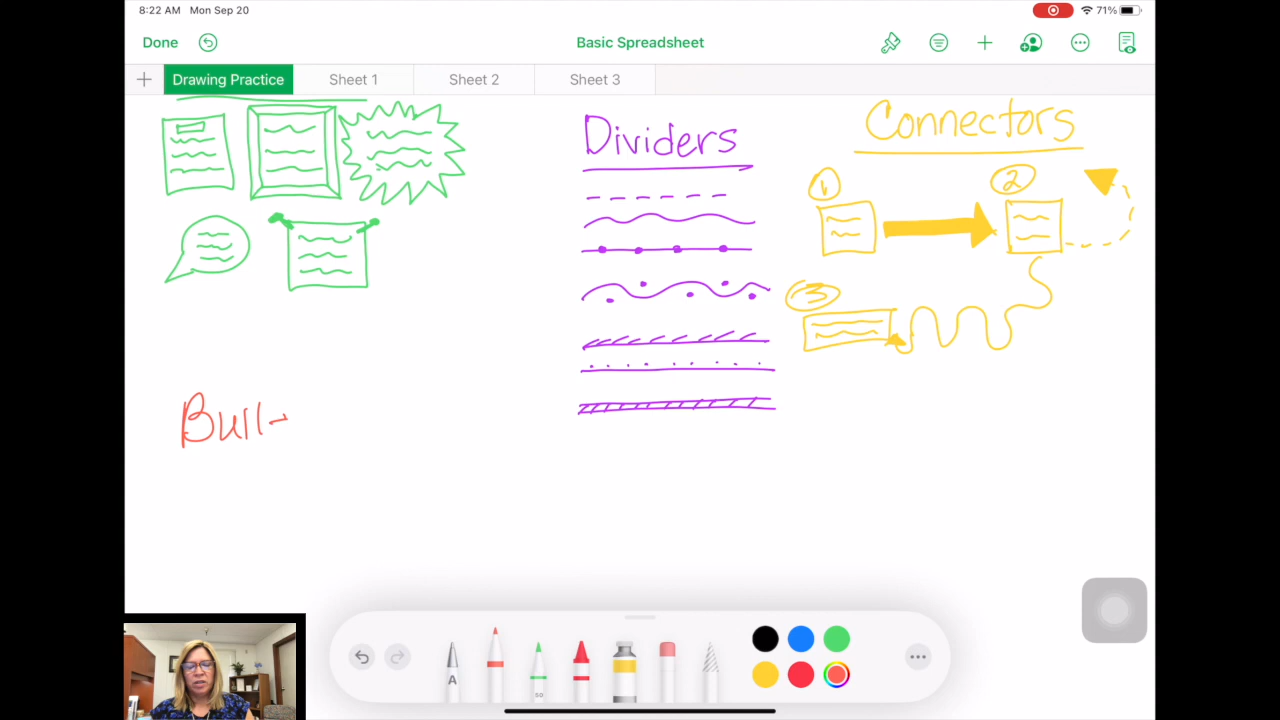 8:22 AM Mon Sep 20
71%
Done
Basic Spreadsheet
Drawing Practice
Sheet 1
Sheet 2
Sheet 3
Dividers
Connectors
1
2
3
Bull
A
50